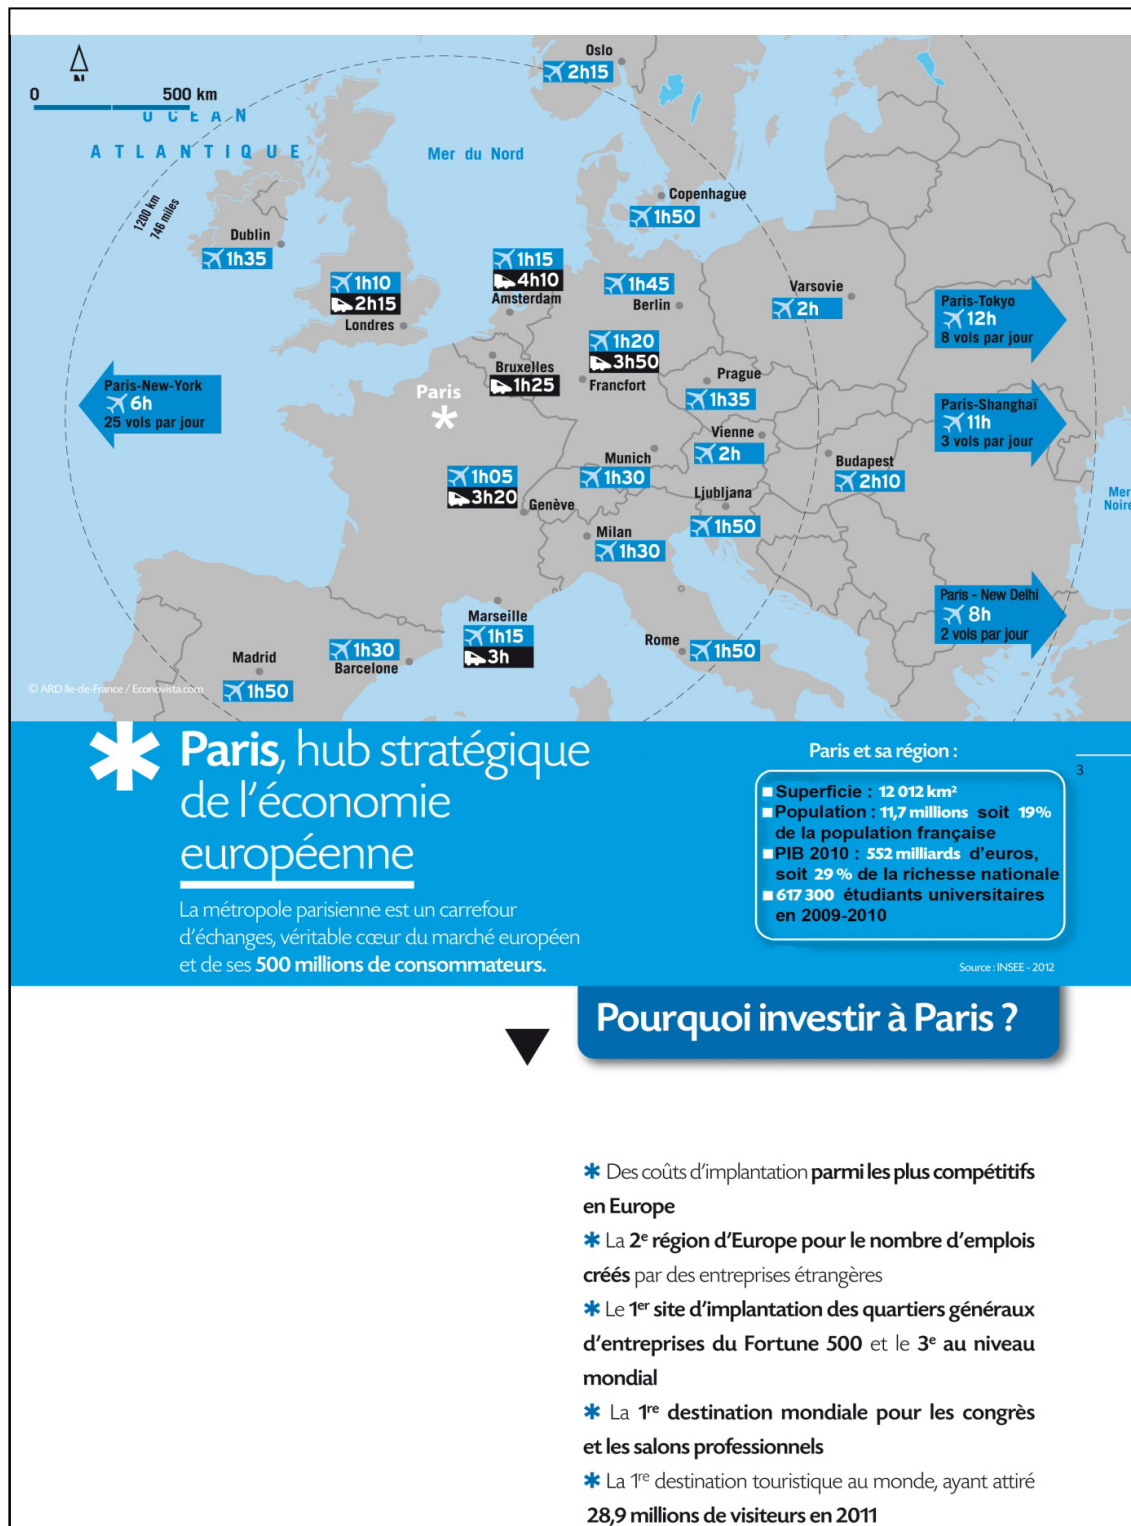 Oslo
2h15
N
0 500 km
OCÉAN
ATLANTIQUE
Mer du Nord
1200 km
746 miles
Copenhague
1h50
Dublin
1h35
1h10
2h15
Londres
1h15
4h10
Amsterdam
1h45
Berlin
Varsovie
2h
Paris-Tokyo
12h
8 vols par jour
1h20
3h50
Francfort
Bruxelles
1h25
Paris
Prague
1h35
Paris-New-York
6h
25 vols par jour
Paris-Shanghaï
11h
3 vols par jour
Vienne
2h
Munich
1h30
Budapest
2h10
1h05
3h20
Genève
Ljubljana
1h50
Mer
Noire
Milan
1h30
Paris - New Delhi
8h
2 vols par jour
Marseille
1h15
3h
1h30
Barcelone
Rome
1h50
Madrid
1h50
© ARD Ile-de-France / Econovista.com
Paris, hub stratégique
de l'économie
européenne
La métropole parisienne est un carrefour
d'échanges, véritable cœur du marché européen
et de ses 500 millions de consommateurs.
Paris et sa région :
3
Superficie : 12 012 km²
Population : 11,7 millions soit 19%
de la population française
PIB 2010 : 552 milliards d'euros,
soit 29 % de la richesse nationale
617 300 étudiants universitaires
en 2009-2010
Source : INSEE - 2012
Pourquoi investir à Paris ?
* Des coûts d'implantation parmi les plus compétitifs
en Europe
* La 2e région d'Europe pour le nombre d'emplois
créés par des entreprises étrangères
* Le 1er site d'implantation des quartiers généraux
d'entreprises du Fortune 500 et le 3e au niveau
mondial
* La 1re destination mondiale pour les congrès
et les salons professionnels
* La 1re destination touristique au monde, ayant attiré
28,9 millions de visiteurs en 2011